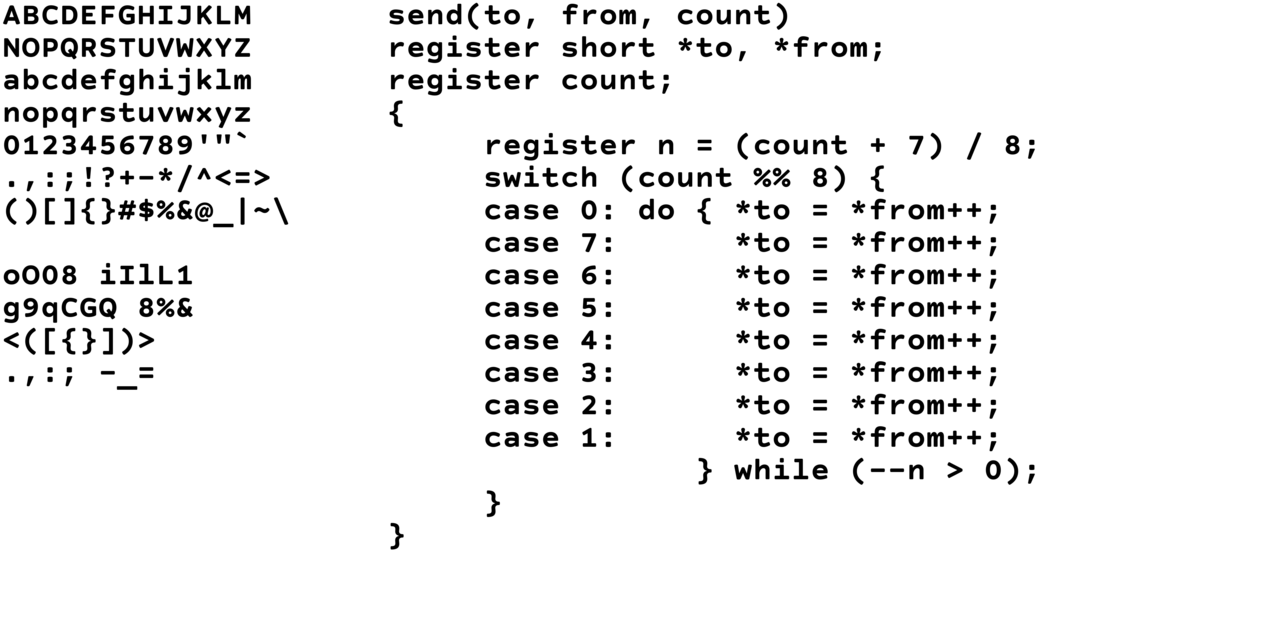 ABCDEFGHIJKLM
NOPQRSTUVWXYZ
abcdefghijklm
nopqrstuvwxyz
0123456789'"`
.,:;!?+-*/^<=>
()[]{}#$%&@_|~\
oO08 iIlL1
g9qCGQ 8%&
<([{}])>
.,:; -_=
send(to, from, count)
register short *to, *from;
register count;
{
     register n = (count + 7) / 8;
     switch (count %% 8) {
     case 0: do { *to = *from++;
     case 7:      *to = *from++;
     case 6:      *to = *from++;
     case 5:      *to = *from++;
     case 4:      *to = *from++;
     case 3:      *to = *from++;
     case 2:      *to = *from++;
     case 1:      *to = *from++;
                } while (--n > 0);
     }
}